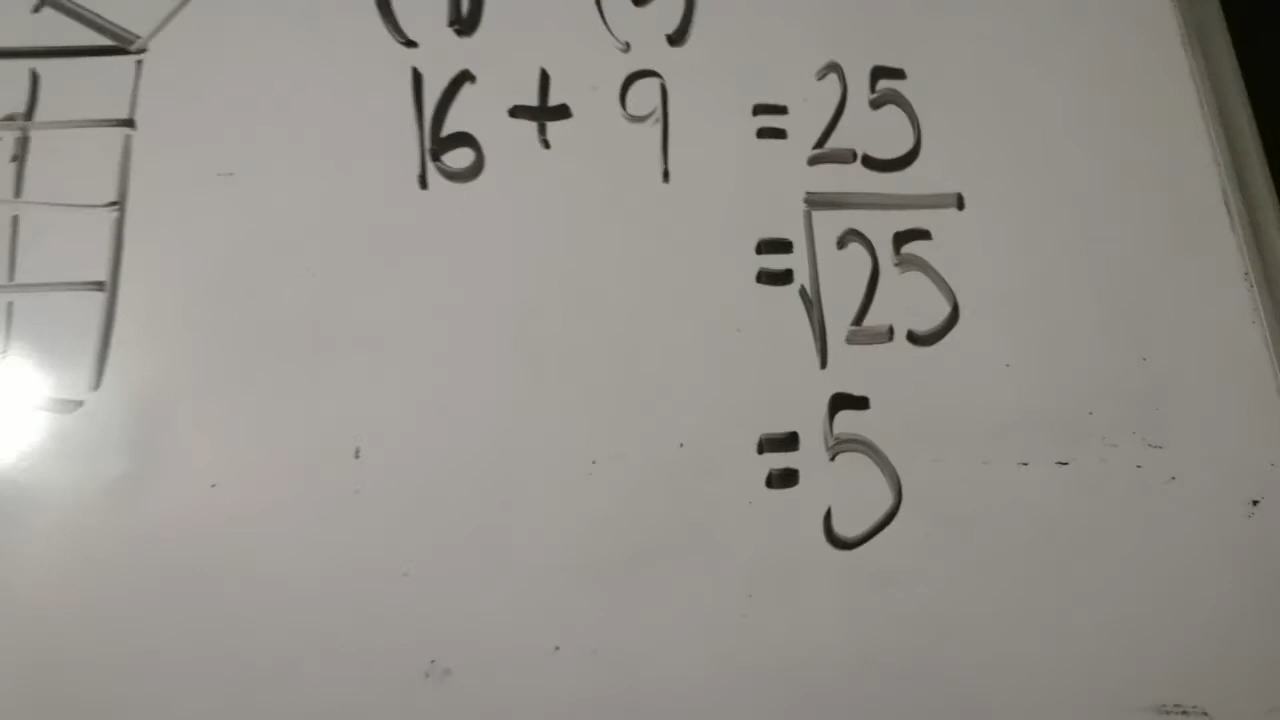 16 + 9 = 25
= √25
= 5